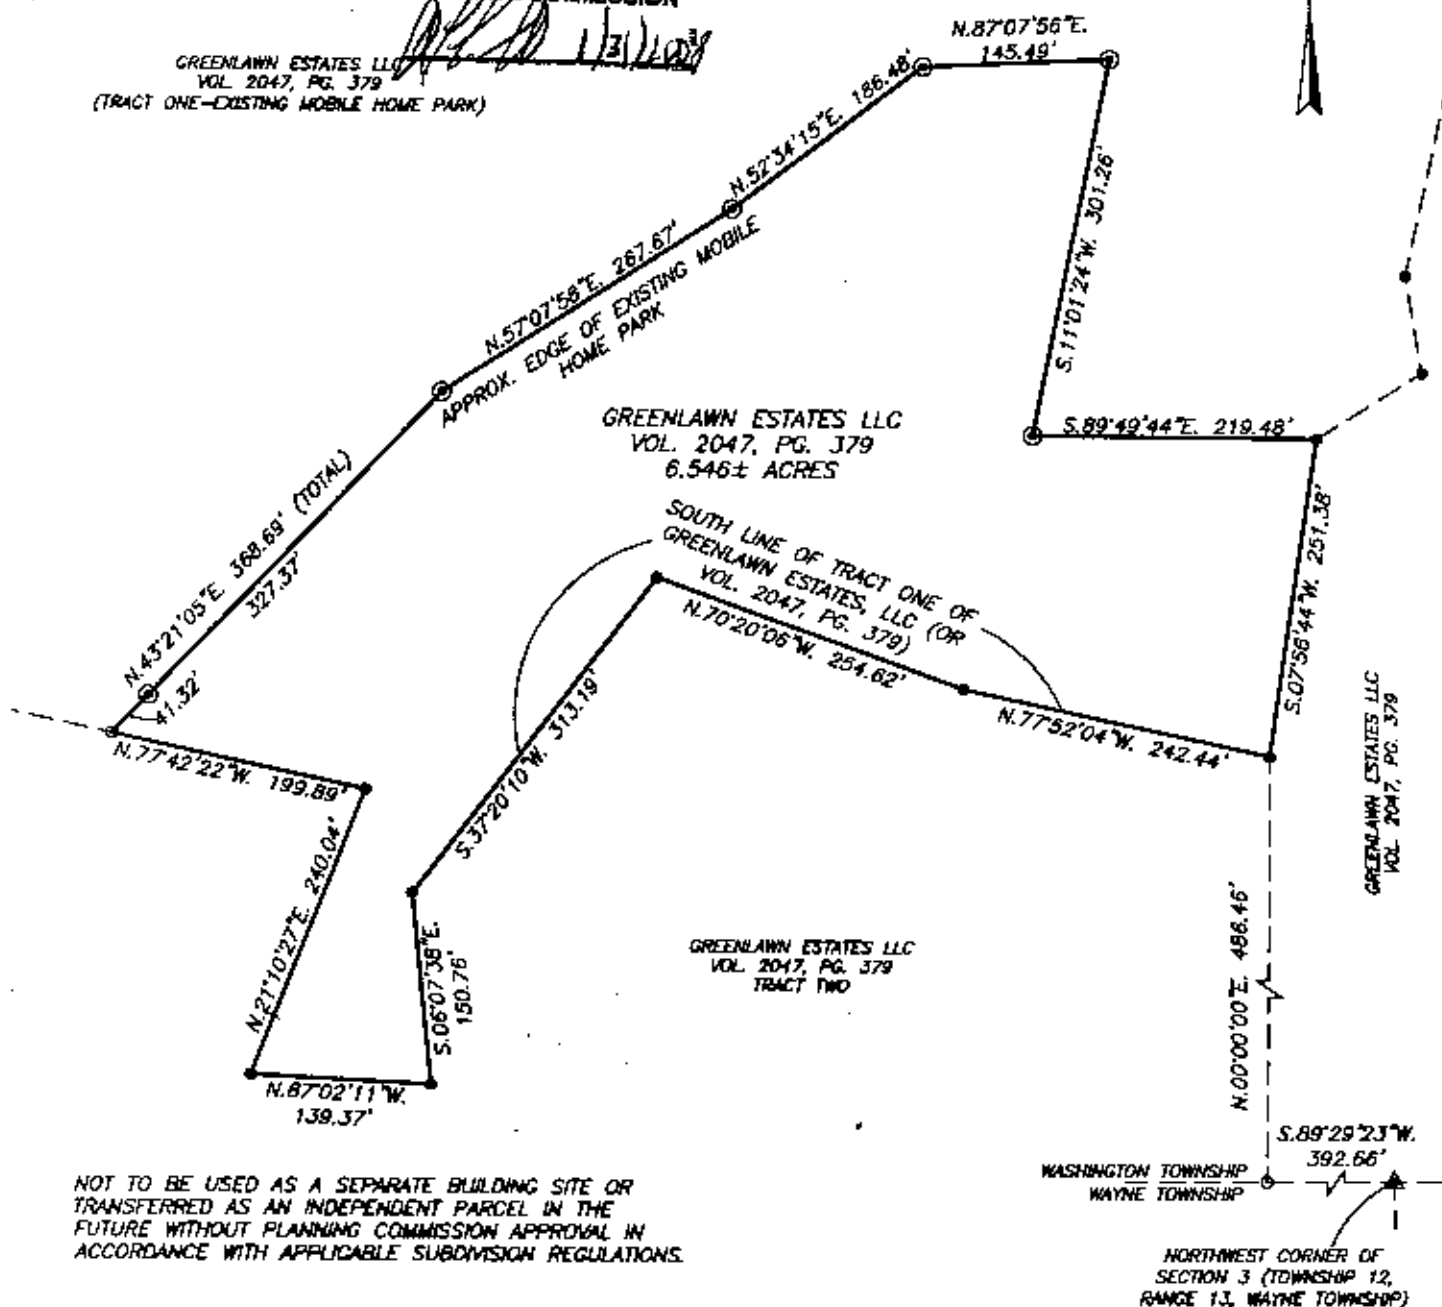 GREENLAWN ESTATES LLC
VOL. 2047, PG. 379
(TRACT ONE-EXISTING MOBILE HOME PARK)
N.87°07'56"E.
145.49'
N.52°34'15"E. 186.48'
N.57°07'58"E. 267.67'
APPROX. EDGE OF EXISTING MOBILE
HOME PARK
S.11°01'24"W. 301.26'
S.89°49'44"E. 219.48'
GREENLAWN ESTATES LLC
VOL. 2047, PG. 379
6.546± ACRES
N.43°21'05"E. 368.69' (TOTAL)
327.37'
41.32'
SOUTH LINE OF TRACT ONE OF
GREENLAWN ESTATES, LLC (OR
VOL. 2047, PG. 379)
S.07°56'44"W. 251.38'
N.70°20'06"W. 254.62'
N.77°52'04"W. 242.44'
S.37°20'10"W. 313.19'
N.77°42'22"W. 199.89'
GREENLAWN ESTATES LLC
VOL. 2047, PG. 379
N.21°10'27"E. 240.04'
S.06°07'38"E.
150.76'
GREENLAWN ESTATES LLC
VOL. 2047, PG. 379
TRACT TWO
N.00°00'00"E. 486.46'
N.87°02'11"W.
139.37'
S.89°29'23"W.
392.66'
WASHINGTON TOWNSHIP
WAYNE TOWNSHIP
NOT TO BE USED AS A SEPARATE BUILDING SITE OR
TRANSFERRED AS AN INDEPENDENT PARCEL IN THE
FUTURE WITHOUT PLANNING COMMISSION APPROVAL IN
ACCORDANCE WITH APPLICABLE SUBDIVISION REGULATIONS.
NORTHWEST CORNER OF
SECTION 3 (TOWNSHIP 12,
RANGE 13, WAYNE TOWNSHIP)